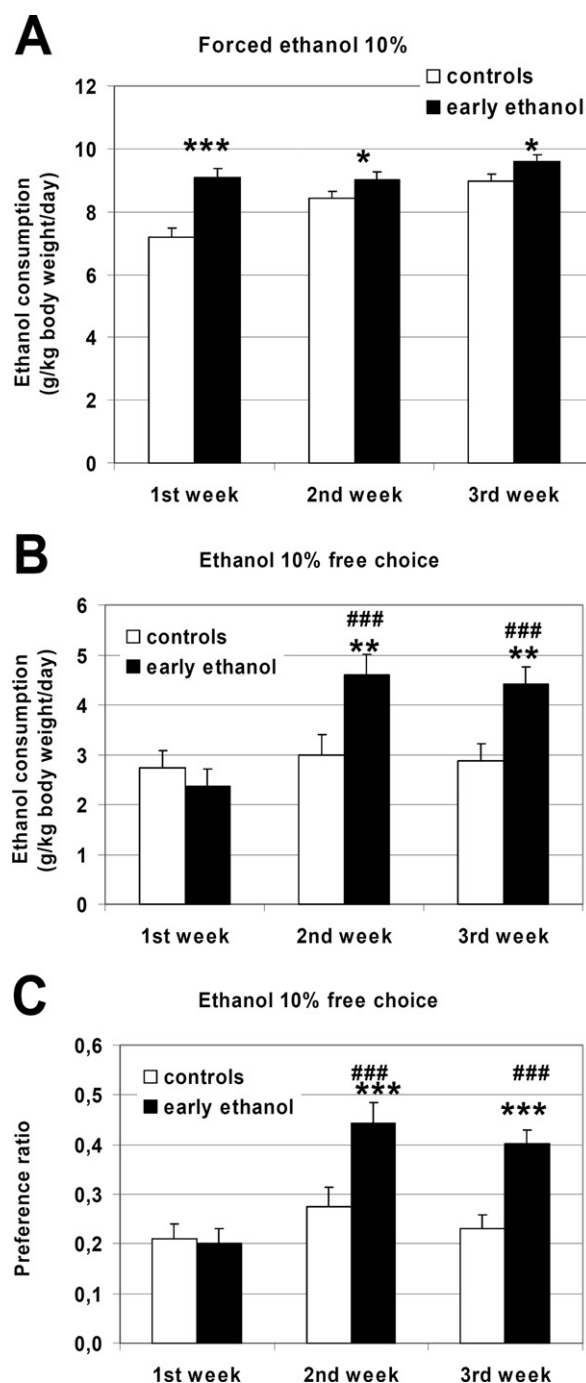 A
Forced ethanol 10%
controls
early ethanol
Ethanol consumption
(g/kg body weight/day)
12
10
8
6
4
2
0
***
*
*
1st week
2nd week
3rd week
B
Ethanol 10% free choice
controls
early ethanol
Ethanol consumption
(g/kg body weight/day)
6
5
4
3
2
1
0
###
**
###
**
1st week
2nd week
3rd week
C
Ethanol 10% free choice
controls
early ethanol
Preference ratio
0,6
0,5
0,4
0,3
0,2
0,1
0,0
###
***
###
***
1st week
2nd week
3rd week